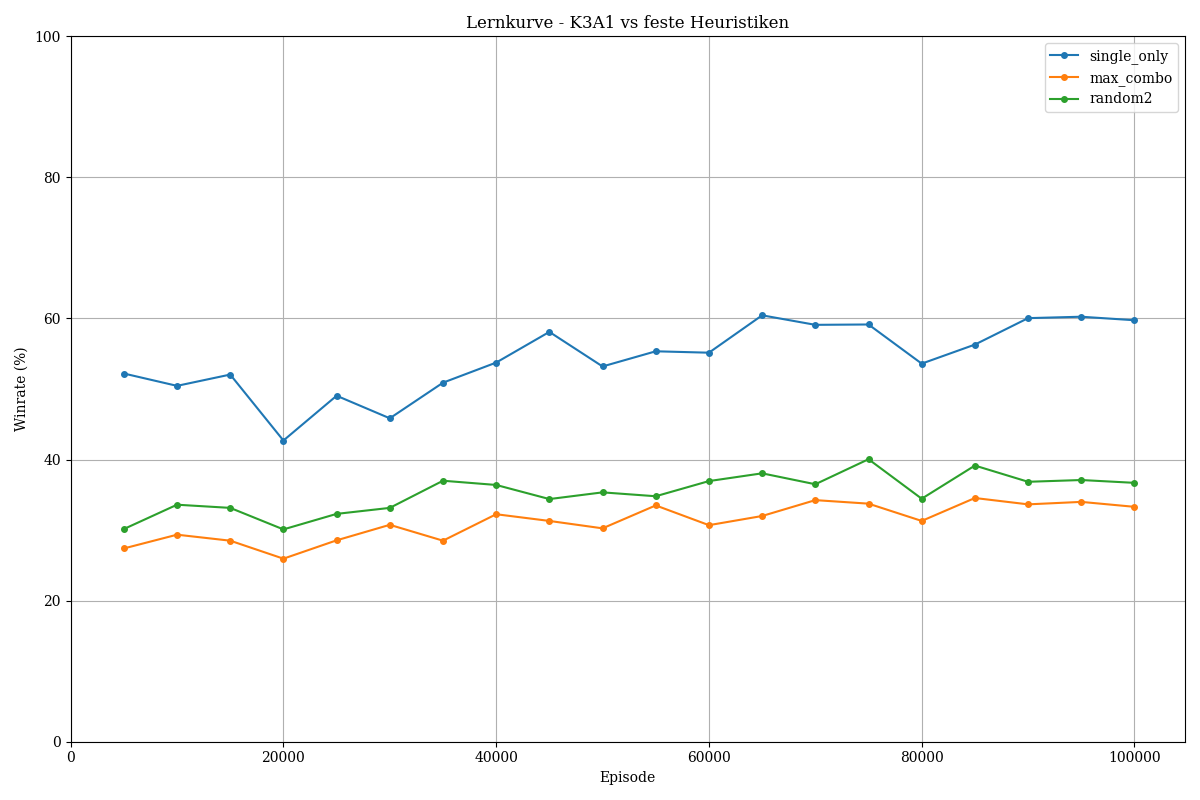 Lernkurve - K3A1 vs feste Heuristiken
100
80
60
40
20
0
Winrate (%)
single_only
max_combo
random2
0 20000 40000 60000 80000 100000
Episode